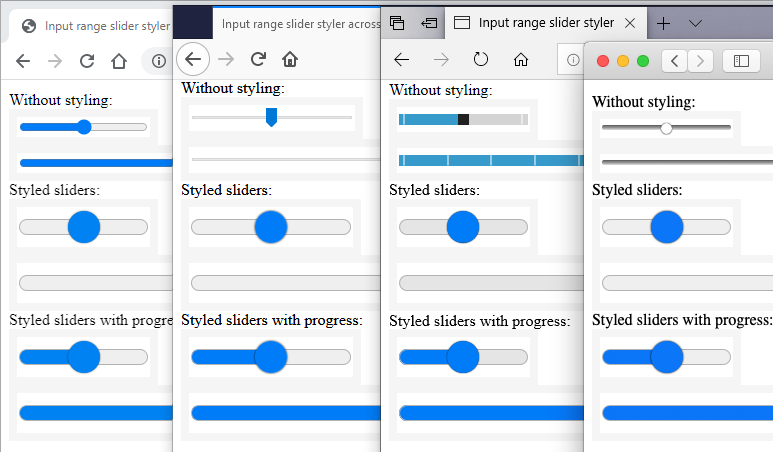 Input range slider styler
Without styling:
Styled sliders:
Styled sliders with progre
Input range slider styler across
Without styling:
Styled sliders:
Styled sliders with progress:
Input range slider styler
Without styling:
Styled sliders:
Styled sliders with progress:
Without styling:
Styled sliders:
Styled sliders with progress: